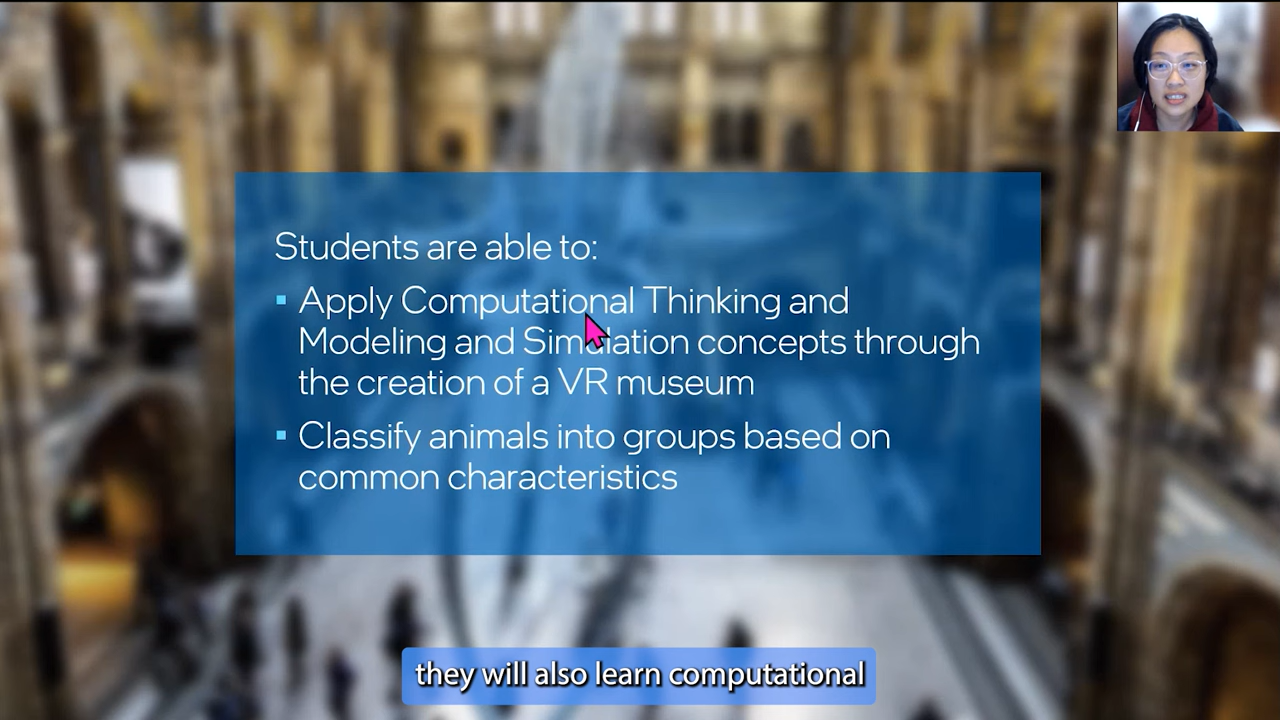 Students are able to:
▪ Apply Computational Thinking and
Modeling and Simulation concepts through
the creation of a VR museum
▪ Classify animals into groups based on
common characteristics
they will also learn computational